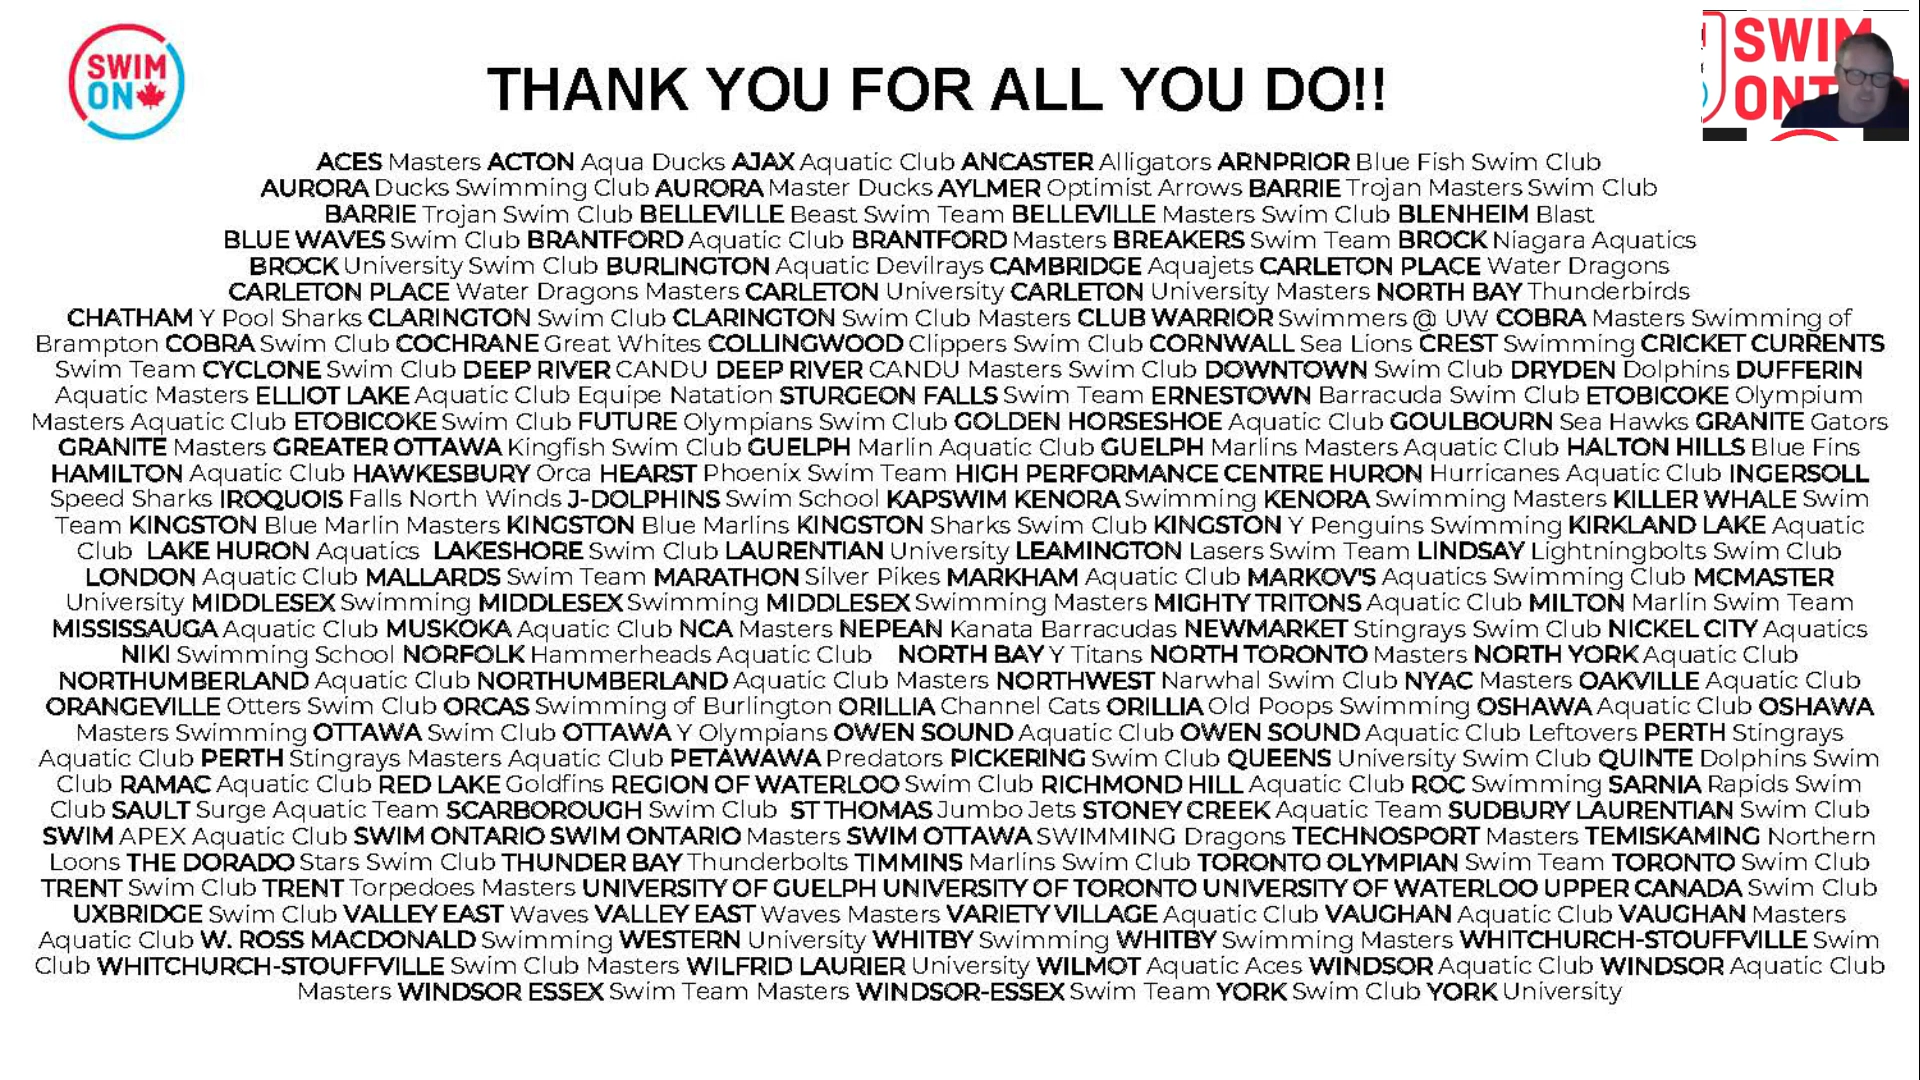 SWIM
ON
THANK YOU FOR ALL YOU DO!!
SWIM
ONT
ACES Masters ACTON Aqua Ducks AJAX Aquatic Club ANCASTER Alligators ARNPRIOR Blue Fish Swim Club
AURORA Ducks Swimming Club AURORA Master Ducks AYLMER Optimist Arrows BARRIE Trojan Masters Swim Club
BARRIE Trojan Swim Club BELLEVILLE Beast Swim Team BELLEVILLE Masters Swim Club BLENHEIM Blast
BLUE WAVES Swim Club BRANTFORD Aquatic Club BRANTFORD Masters BREAKERS Swim Team BROCK Niagara Aquatics
BROCK University Swim Club BURLINGTON Aquatic Devilrays CAMBRIDGE Aquajets CARLETON PLACE Water Dragons
CARLETON PLACE Water Dragons Masters CARLETON University CARLETON University Masters NORTH BAY Thunderbirds
CHATHAM Y Pool Sharks CLARINGTON Swim Club CLARINGTON Swim Club Masters CLUB WARRIOR Swimmers @ UW COBRA Masters Swimming of
Brampton COBRA Swim Club COCHRANE Great Whites COLLINGWOOD Clippers Swim Club CORNWALL Sea Lions CREST Swimming CRICKET CURRENTS
Swim Team CYCLONE Swim Club DEEP RIVER CANDU DEEP RIVER CANDU Masters Swim Club DOWNTOWN Swim Club DRYDEN Dolphins DUFFERIN
Aquatic Masters ELLIOT LAKE Aquatic Club Equipe Natation STURGEON FALLS Swim Team ERNESTOWN Barracuda Swim Club ETOBICOKE Olympium
Masters Aquatic Club ETOBICOKE Swim Club FUTURE Olympians Swim Club GOLDEN HORSESHOE Aquatic Club GOULBOURN Sea Hawks GRANITE Gators
GRANITE Masters GREATER OTTAWA Kingfish Swim Club GUELPH Marlin Aquatic Club GUELPH Marlins Masters Aquatic Club HALTON HILLS Blue Fins
HAMILTON Aquatic Club HAWKESBURY Orca HEARST Phoenix Swim Team HIGH PERFORMANCE CENTRE HURON Hurricanes Aquatic Club INGERSOLL
Speed Sharks IROQUOIS Falls North Winds J-DOLPHINS Swim School KAPSWIM KENORA Swimming KENORA Swimming Masters KILLER WHALE Swim
Team KINGSTON Blue Marlin Masters KINGSTON Blue Marlins KINGSTON Sharks Swim Club KINGSTON Y Penguins Swimming KIRKLAND LAKE Aquatic
Club LAKE HURON Aquatics LAKESHORE Swim Club LAURENTIAN University LEAMINGTON Lasers Swim Team LINDSAY Lightningbolts Swim Club
LONDON Aquatic Club MALLARDS Swim Team MARATHON Silver Pikes MARKHAM Aquatic Club MARKOV'S Aquatics Swimming Club MCMASTER
University MIDDLESEX Swimming MIDDLESEX Swimming MIDDLESEX Swimming Masters MIGHTY TRITONS Aquatic Club MILTON Marlin Swim Team
MISSISSAUGA Aquatic Club MUSKOKA Aquatic Club NCA Masters NEPEAN Kanata Barracudas NEWMARKET Stingrays Swim Club NICKEL CITY Aquatics
NIKI Swimming School NORFOLK Hammerheads Aquatic Club NORTH BAY Y Titans NORTH TORONTO Masters NORTH YORK Aquatic Club
NORTHUMBERLAND Aquatic Club NORTHUMBERLAND Aquatic Club Masters NORTHWEST Narwhal Swim Club NYAC Masters OAKVILLE Aquatic Club
ORANGEVILLE Otters Swim Club ORCAS Swimming of Burlington ORILLIA Channel Cats ORILLIA Old Poops Swimming OSHAWA Aquatic Club OSHAWA
Masters Swimming OTTAWA Swim Club OTTAWA Y Olympians OWEN SOUND Aquatic Club OWEN SOUND Aquatic Club Leftovers PERTH Stingrays
Aquatic Club PERTH Stingrays Masters Aquatic Club PETAWAWA Predators PICKERING Swim Club QUEENS University Swim Club QUINTE Dolphins Swim
Club RAMAC Aquatic Club RED LAKE Goldfins REGION OF WATERLOO Swim Club RICHMOND HILL Aquatic Club ROC Swimming SARNIA Rapids Swim
Club SAULT Surge Aquatic Team SCARBOROUGH Swim Club ST THOMAS Jumbo Jets STONEY CREEK Aquatic Team SUDBURY LAURENTIAN Swim Club
SWIM APEX Aquatic Club SWIM ONTARIO SWIM ONTARIO Masters SWIM OTTAWA SWIMMING Dragons TECHNOSPORT Masters TEMISKAMING Northern
Loons THE DORADO Stars Swim Club THUNDER BAY Thunderbolts TIMMINS Marlins Swim Club TORONTO OLYMPIAN Swim Team TORONTO Swim Club
TRENT Swim Club TRENT Torpedoes Masters UNIVERSITY OF GUELPH UNIVERSITY OF TORONTO UNIVERSITY OF WATERLOO UPPER CANADA Swim Club
UXBRIDGE Swim Club VALLEY EAST Waves VALLEY EAST Waves Masters VARIETY VILLAGE Aquatic Club VAUGHAN Aquatic Club VAUGHAN Masters
Aquatic Club W. ROSS MACDONALD Swimming WESTERN University WHITBY Swimming WHITBY Swimming Masters WHITCHURCH-STOUFFVILLE Swim
Club WHITCHURCH-STOUFFVILLE Swim Club Masters WILFRID LAURIER University WILMOT Aquatic Aces WINDSOR Aquatic Club WINDSOR Aquatic Club
Masters WINDSOR ESSEX Swim Team Masters WINDSOR-ESSEX Swim Team YORK Swim Club YORK University